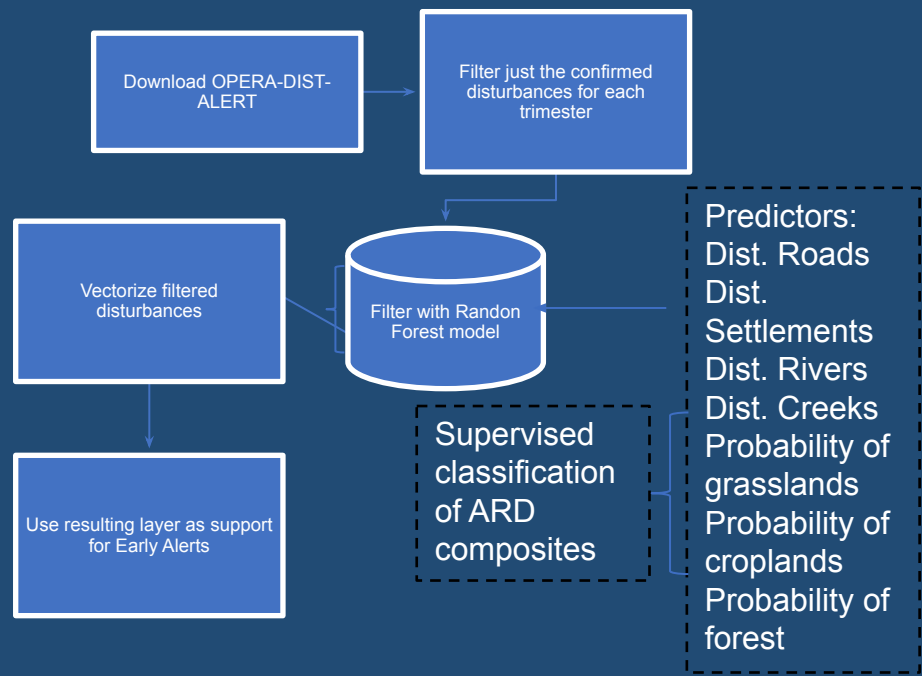 Download OPERA-DIST-
ALERT
Filter just the confirmed
disturbances for each
trimester
Vectorize filtered
disturbances
Filter with Randon
Forest model
Use resulting layer as support
for Early Alerts
Supervised
classification
of ARD
composites
Predictors:
Dist. Roads
Dist.
Settlements
Dist. Rivers
Dist. Creeks
Probability of
grasslands
Probability of
croplands
Probability of
forest